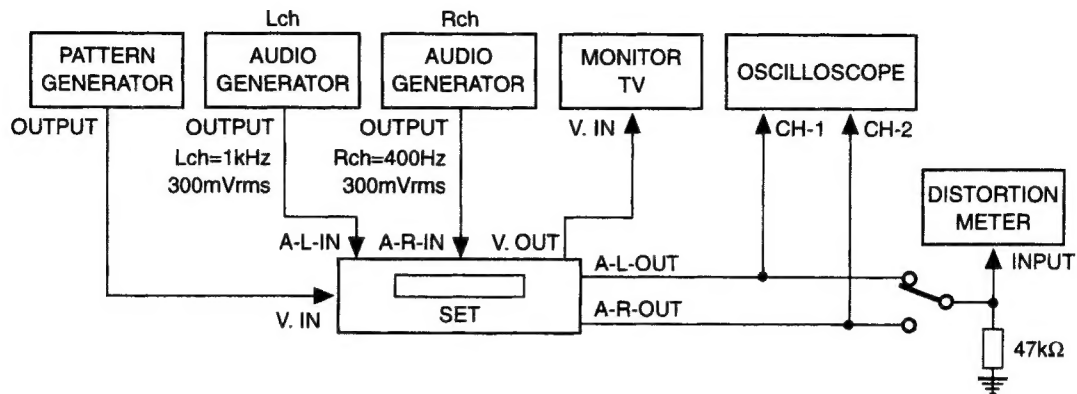 Lch
Rch
PATTERN
GENERATOR
AUDIO
GENERATOR
AUDIO
GENERATOR
MONITOR
TV
OSCILLOSCOPE
OUTPUT
OUTPUT
Lch=1kHz
300mVrms
OUTPUT
Rch=400Hz
300mVrms
V. IN
CH-1
CH-2
DISTORTION
METER
INPUT
A-L-IN
A-R-IN
V. OUT
A-L-OUT
A-R-OUT
V. IN
SET
47kΩ